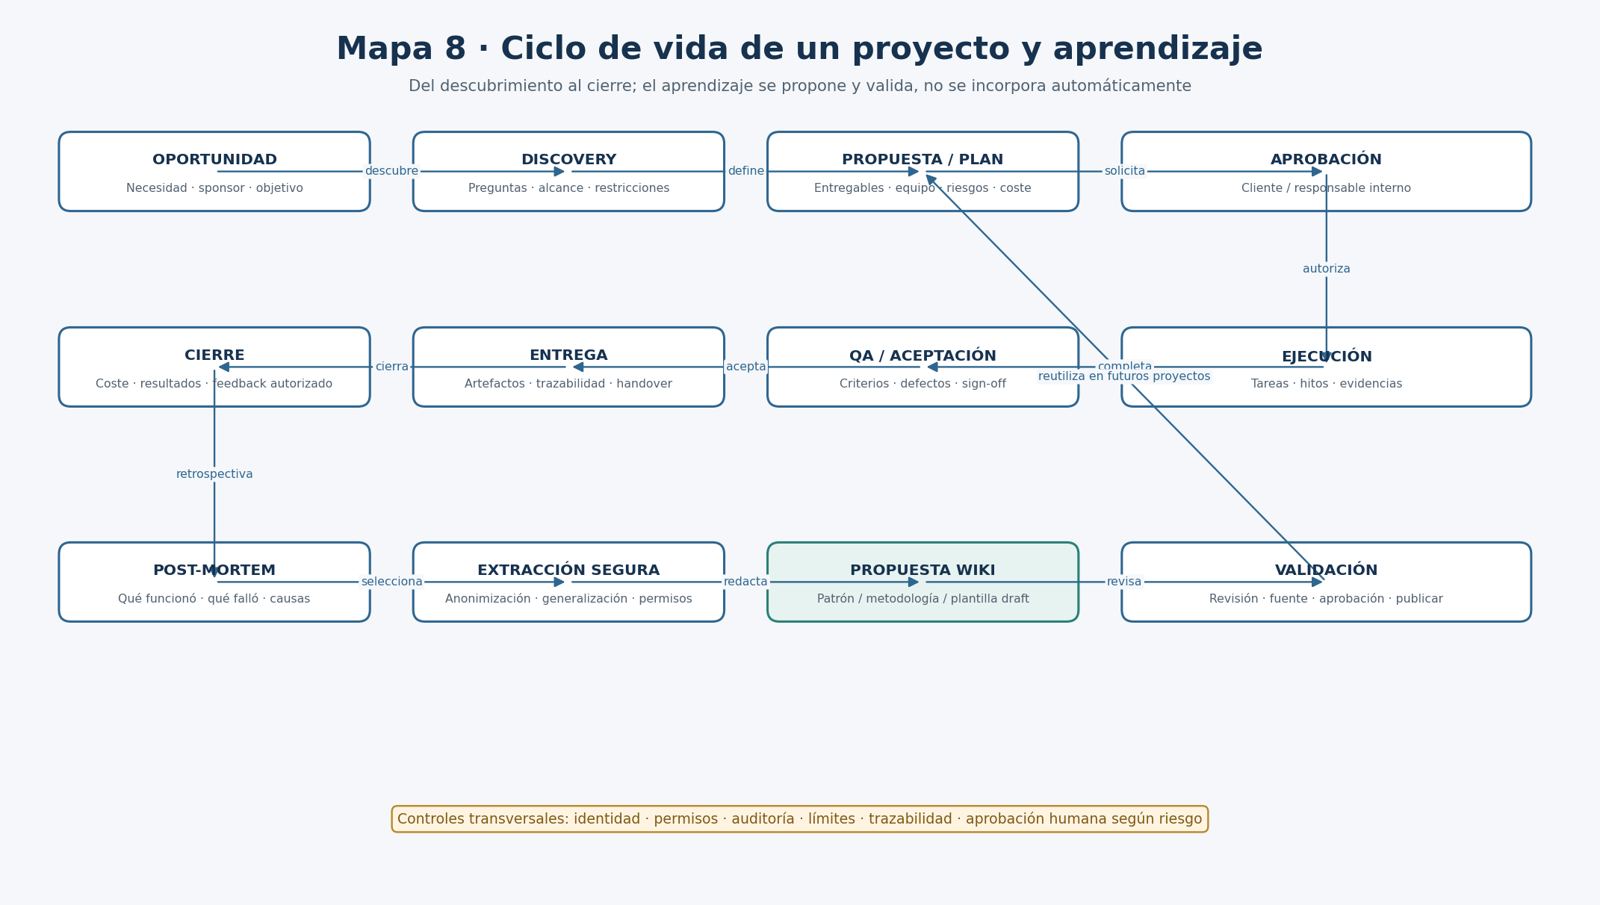 Mapa 8 · Ciclo de vida de un proyecto y aprendizaje
Del descubrimiento al cierre; el aprendizaje se propone y valida, no se incorpora automáticamente
OPORTUNIDAD
Necesidad · sponsor · objetivo
descubre
DISCOVERY
Preguntas · alcance · restricciones
define
PROPUESTA / PLAN
Entregables · equipo · riesgos · coste
solicita
APROBACIÓN
Cliente / responsable interno
autoriza
CIERRE
Coste · resultados · feedback autorizado
cierra
ENTREGA
Artefactos · trazabilidad · handover
acepta
QA / ACEPTACIÓN
Criterios · defectos · sign-off
completa
reutiliza en futuros proyectos
EJECUCIÓN
Tareas · hitos · evidencias
retrospectiva
POST-MORTEM
Qué funcionó · qué falló · causas
selecciona
EXTRACCIÓN SEGURA
Anonimización · generalización · permisos
redacta
PROPUESTA WIKI
Patrón / metodología / plantilla draft
revisa
VALIDACIÓN
Revisión · fuente · aprobación · publicar
Controles transversales: identidad · permisos · auditoría · límites · trazabilidad · aprobación humana según riesgo